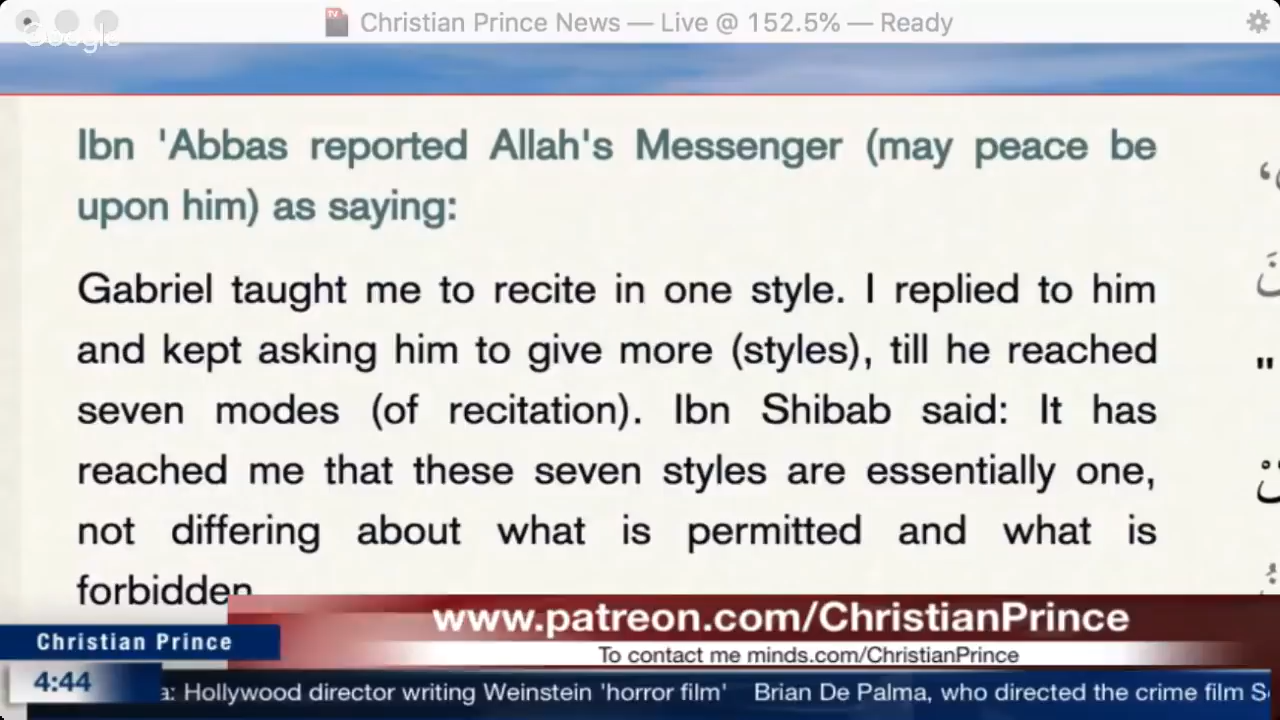 Christian Prince News — Live @ 152.5% — Ready
Google
Ibn 'Abbas reported Allah's Messenger (may peace be
upon him) as saying:
Gabriel taught me to recite in one style. I replied to him
and kept asking him to give more (styles), till he reached
seven modes (of recitation). Ibn Shibab said: It has
reached me that these seven styles are essentially one,
not differing about what is permitted and what is
forbidden
www.patreon.com/ChristianPrince
Christian Prince
To contact me minds.com/ChristianPrince
4:44
a: Hollywood director writing Weinstein 'horror film' Brian De Palma, who directed the crime film S